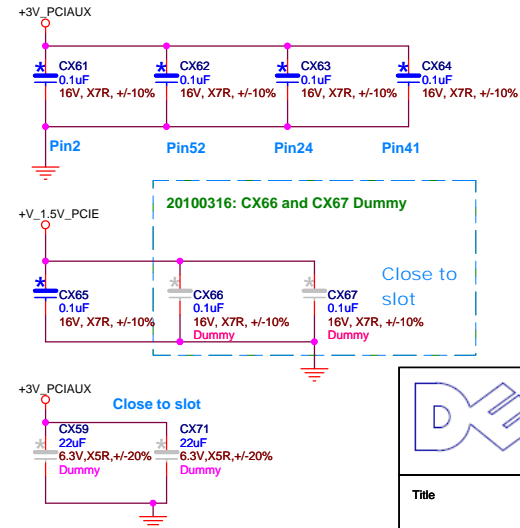 +3V_PCIAUX
CX61
0.1uF
16V, X7R, +/-10%
CX62
0.1uF
16V, X7R, +/-10%
CX63
0.1uF
16V, X7R, +/-10%
CX64
0.1uF
16V, X7R, +/-10%
Pin2
Pin52
Pin24
Pin41
20100316: CX66 and CX67 Dummy
+V_1.5V_PCIE
Close to
slot
CX65
0.1uF
16V, X7R, +/-10%
CX66
0.1uF
16V, X7R, +/-10%
Dummy
CX67
0.1uF
16V, X7R, +/-10%
Dummy
+3V_PCIAUX
Close to slot
CX59
22uF
6.3V,X5R,+/-20%
Dummy
CX71
22uF
6.3V,X5R,+/-20%
Dummy
DE
Title